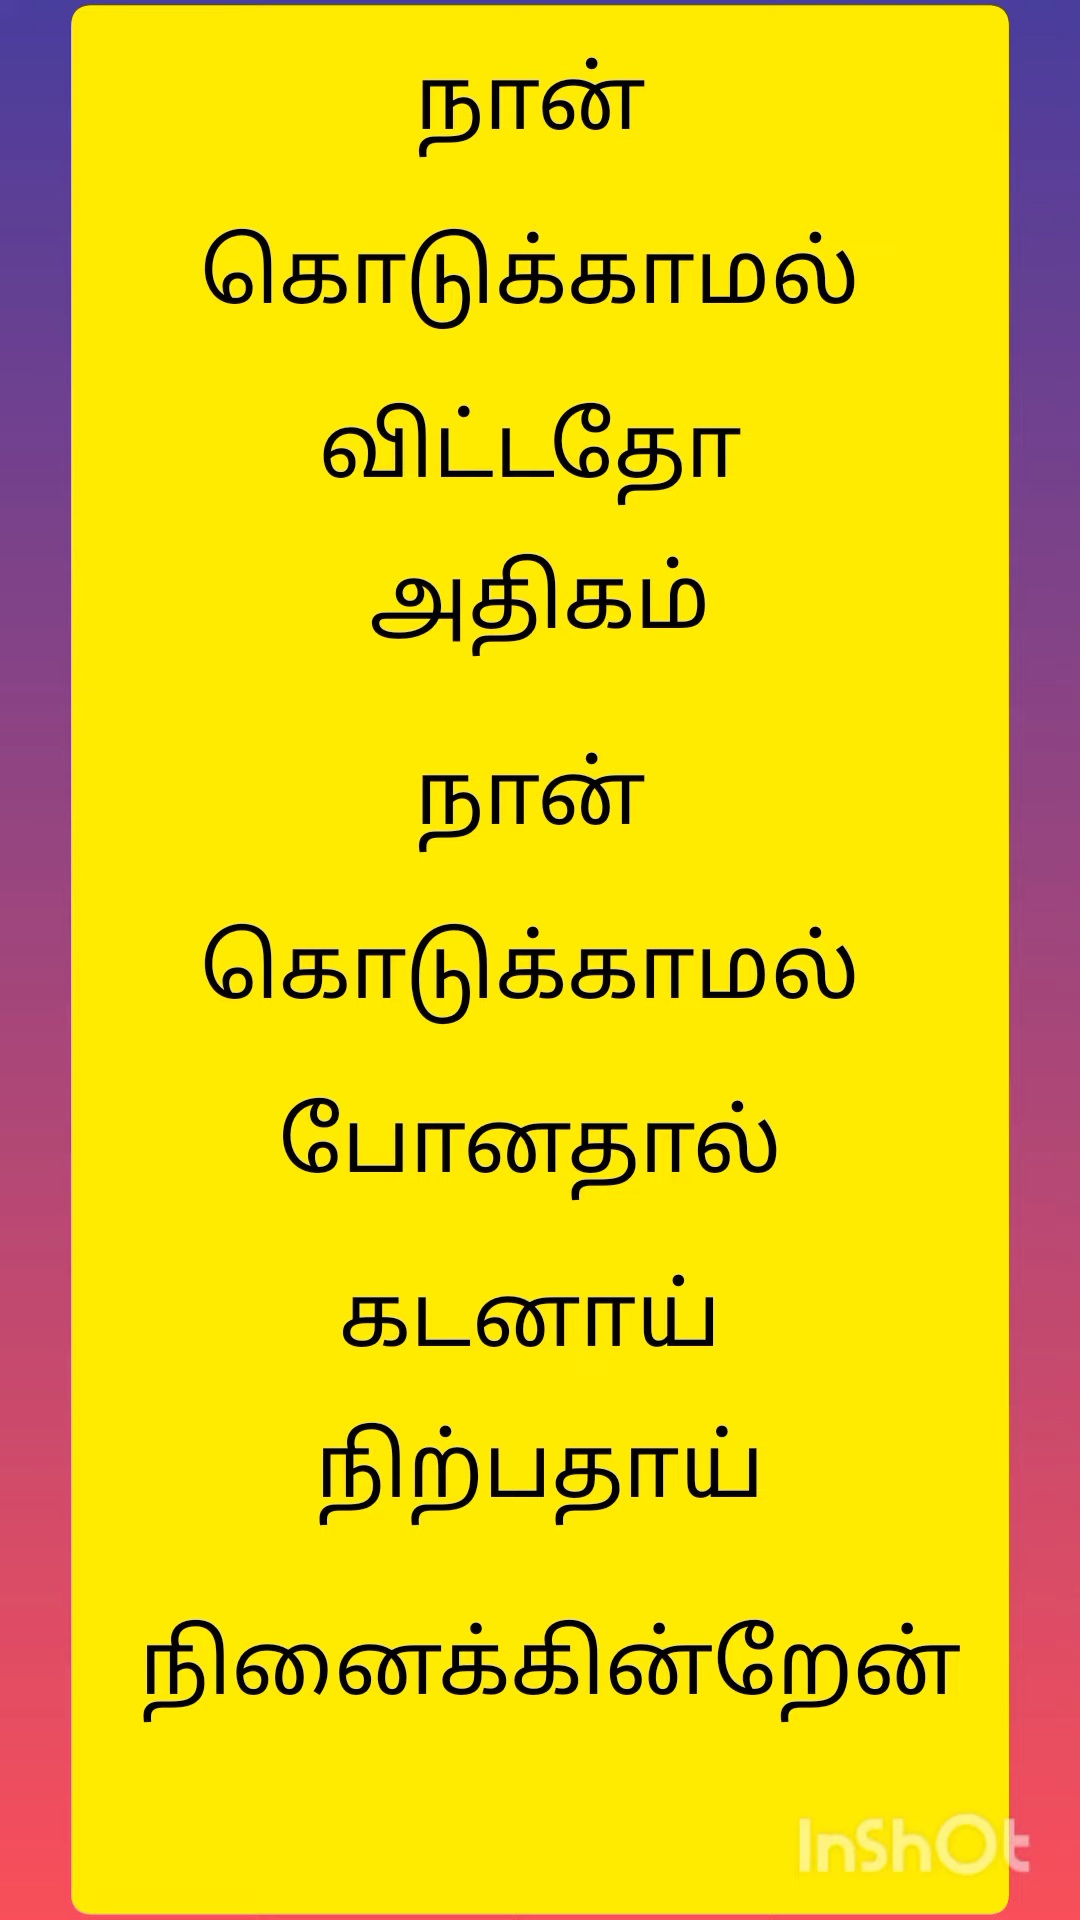 நான்
கொடுக்காமல்
விட்டதோ
அதிகம்
நான்
கொடுக்காமல்
போனதால்
கடனாய்
நிற்பதாய்
நினைக்கின்றேன்
InShOt